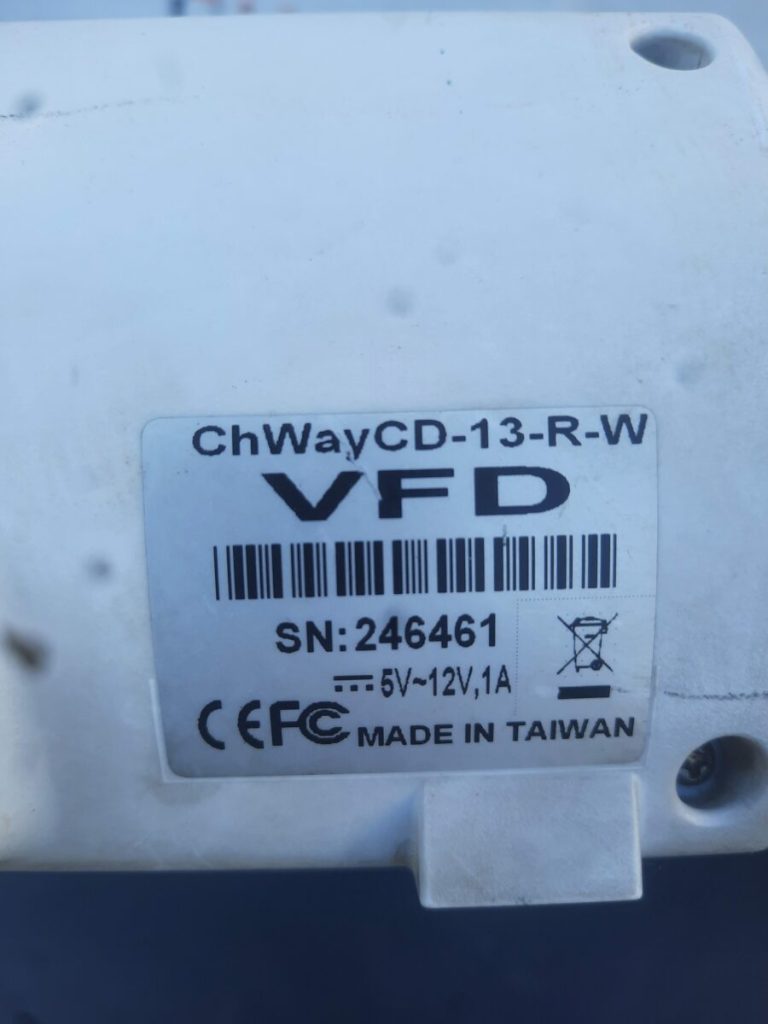 ChWayCD-13-R-W
VFD
SN: 246461
5V~12V,1A
CE FC MADE IN TAIWAN